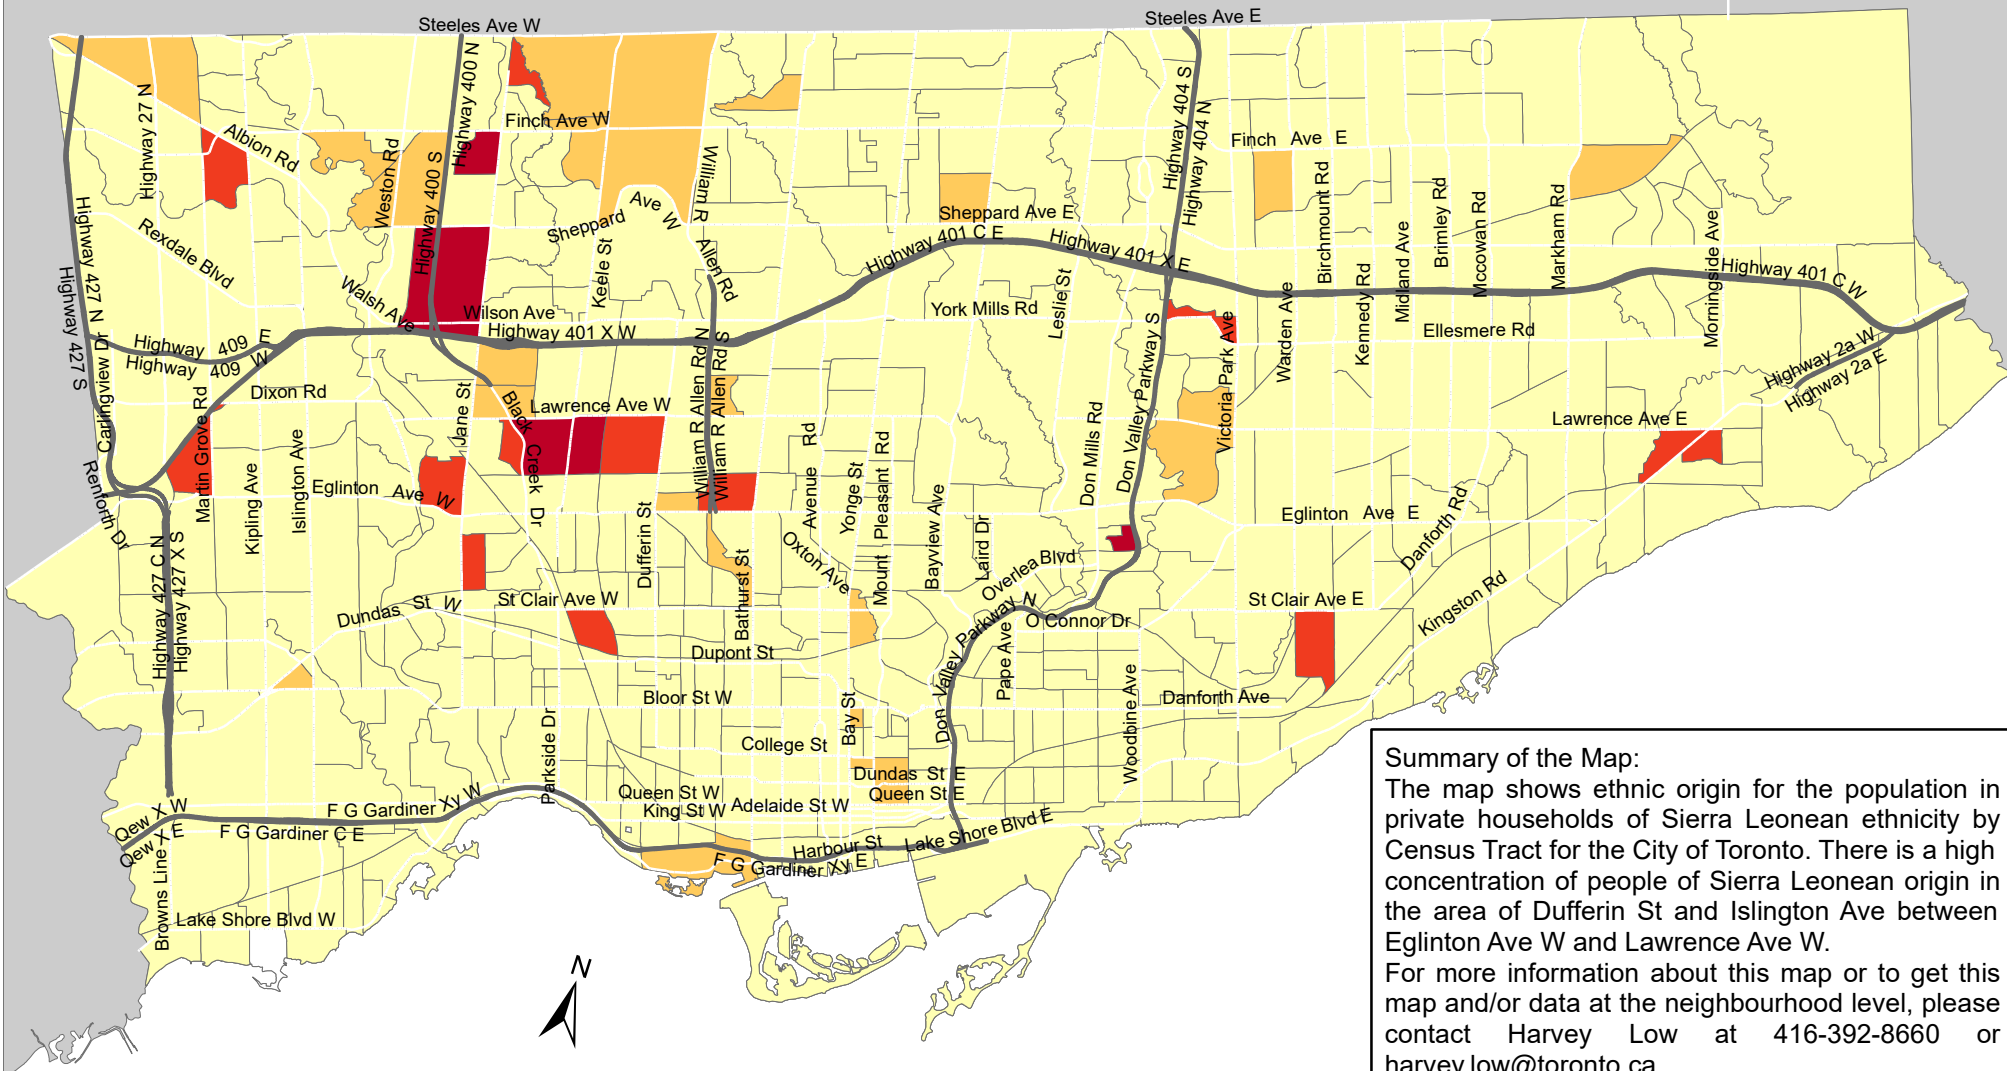 Steeles Ave W
Steeles Ave E
Highway 400 N
Highway 404 S
Highway 404 N
Highway 27 N
Albion Rd
Finch Ave W
Finch Ave E
Weston Rd
Highway 400 S
William R
Allen Rd
Sheppard
Ave W
Sheppard Ave E
Birchmount Rd
Midland Ave
Brimley Rd
Mccowan Rd
Markham Rd
Morningside Ave
Highway 427 N
Highway 427 S
Rexdale Blvd
Keele St
Highway 401 C E
Highway 401 X E
Highway 401 C W
Walsh Ave
Wilson Ave
Highway 401 X W
York Mills Rd
Leslie St
Kennedy Rd
Warden Ave
Ellesmere Rd
Highway 409 E
Highway 409 W
Carlingview Dr
Martin Grove Rd
Dixon Rd
Jane St
Black
Creek Dr
Lawrence Ave W
William R Allen Rd N
William R Allen Rd S
Don Valley Parkway S
Victoria Park Ave
Highway 2a W
Highway 2a E
Lawrence Ave E
Renforth Dr
Kipling Ave
Islington Ave
Eglinton Ave W
Dufferin St
Avenue Rd
Yonge St
Mount Pleasant Rd
Bayview Ave
Laird Dr
Don Mills Rd
Eglinton Ave E
Danforth Rd
Highway 427 C N
Highway 427 X S
Oxton Ave
Overlea Blvd
Bathurst St
Dundas St W
St Clair Ave W
St Clair Ave E
Kingston Rd
Don Valley Parkway N
O Connor Dr
Pape Ave
Dupont St
Bloor St W
Danforth Ave
Woodbine Ave
Parkside Dr
Bay St
College St
Dundas St E
Queen St E
Queen St W
King St W
Adelaide St W
Qew X W
Qew X E
F G Gardiner Xy W
F G Gardiner C E
Harbour St
Lake Shore Blvd E
F G Gardiner Xy E
Browns Line
Lake Shore Blvd W
N
Summary of the Map:
The map shows ethnic origin for the population in
private households of Sierra Leonean ethnicity by
Census Tract for the City of Toronto. There is a high
concentration of people of Sierra Leonean origin in
the area of Dufferin St and Islington Ave between
Eglinton Ave W and Lawrence Ave W.
For more information about this map or to get this
map and/or data at the neighbourhood level, please
contact Harvey Low at 416-392-8660 or
harvey.low@toronto.ca